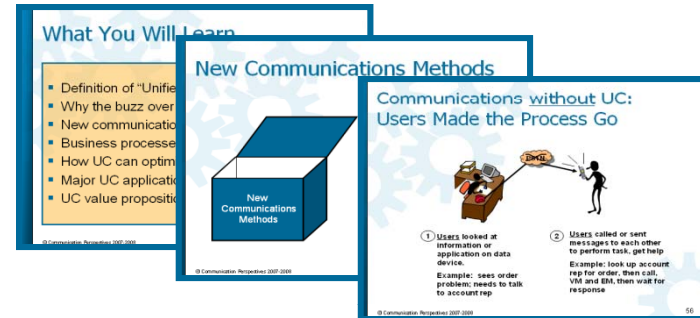 What You Will Learn
Definition of "Unifie
Why the buzz over
New communicatio
Business processe
How UC can optim
Major UC applicatio
UC value propositio
© Communication Perspectives 2007-2008
New Communications Methods
New
Communications
Methods
© Communication Perspectives 2007-2008
Communications without UC:
Users Made the Process Go
1 Users looked at
information or
application on data
device.
Example: sees order
problem; needs to talk
to account rep
2 Users called or sent
messages to each other
to perform task, get help
Example: look up account
rep for order, then call,
VM and EM, then wait for
response
© Communication Perspectives 2007-2008
56